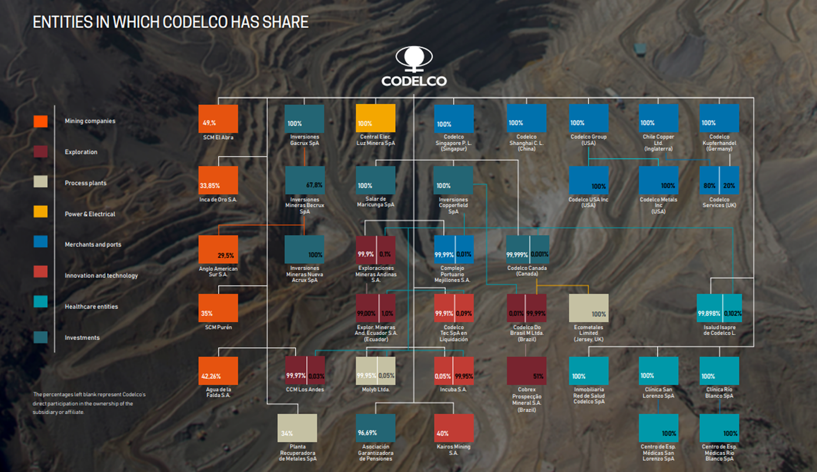 ENTITIES IN WHICH CODELCO HAS SHARE
CODELCO
Mining companies
Exploration
Process plants
Power & Electrical
Merchants and ports
Innovation and technology
Healthcare entities
Investments
The percentages left blank represent Codelco's
direct participation in the ownership of the
subsidiary or affiliate.
49.%
SCM El Abra
100%
Inversiones
Gacrux SpA
100%
Central Elec.
Luz Minera SpA
100%
Codelco
Singapore P. L.
(Singapur)
100%
Codelco
Shanghai C.L.
(China)
100%
Codelco Group
(USA)
100%
Chile Copper
Ltd.
(Inglaterra)
100%
Codelco
Kupferhandel
(Germany)
33,85%
Inca de Oro S.A.
67,8%
Inversiones
Mineras Becrux
SpA
100%
Salar de
Maricunga SpA
100%
Inversiones
Copperfield
SpA
100%
Codelco USA Inc
(USA)
100%
Codelco Metals
Inc
(USA)
80% 20%
Codelco
Services (UK)
29,5%
Anglo American
Sur S.A.
100%
Inversiones
Mineras Nueva
Acrux SpA
99,9% 0,1%
Exploraciones
Mineras Andinas
S.A.
99,99% 0,01%
Complejo
Portuario
Mejillones S.A.
99,999% 0,001%
Codelco Canada
(Canada)
35%
SCM Purén
99,00% 1,0%
Explor. Mineras
And. Ecuador S.A.
(Ecuador)
99,91% 0,09%
Codelco
Tec SpA en
Liquidación
0,01% 99,99%
Codelco Do
Brasil M Ltda.
(Brazil)
100%
Ecometales
Limited
(Jersey, UK)
99,898% 0,102%
Isalud Isapre
de Codelco L.
42,26%
Agua de la
Falda S.A.
99,97% 0,03%
CCM Los Andes
99,95% 0,05%
Molyb Ltda.
0,05% 99,95%
Incuba S.A.
51%
Cobrex
Prospecção
Mineral S.A.
(Brazil)
100%
Inmobiliaria
Red de Salud
Codelco SpA
100%
Clínica San
Lorenzo SpA
100%
Clínica Río
Blanco SpA
34%
Planta
Recuperadora
de Metales SpA
96.69%
Asociación
Garantizadora
de Pensiones
40%
Kairos Mining
S.A.
100%
Centro de Esp.
Médicas San
Lorenzo SpA
100%
Centro de Esp.
Médicas Río
Blanco SpA